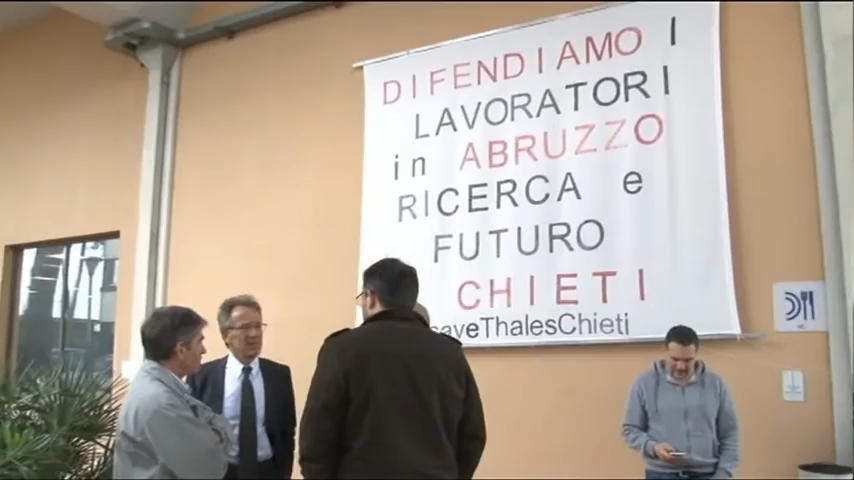 DIFENDIAMO I
LAVORATORI
in ABRUZZO
RICERCA e
FUTURO
CHIETI
saveThalesChieti